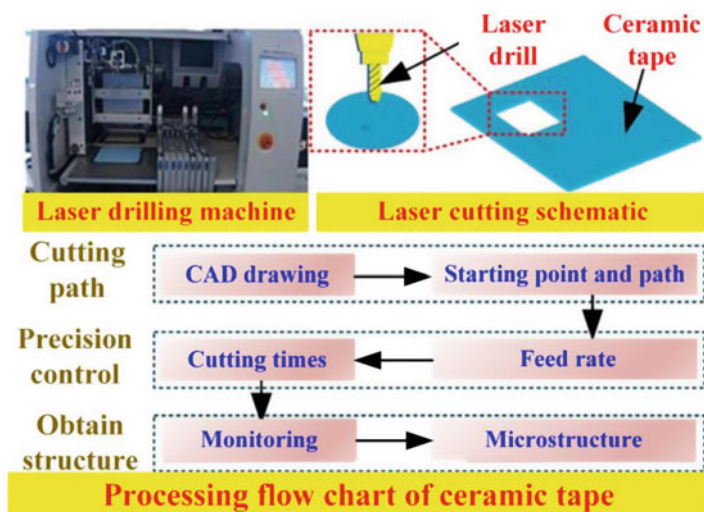 Laser
drill
Ceramic
tape
Laser drilling machine
Laser cutting schematic
Cutting
path
CAD drawing
Starting point and path
Precision
control
Cutting times
Feed rate
Obtain
structure
Monitoring
Microstructure
Processing flow chart of ceramic tape